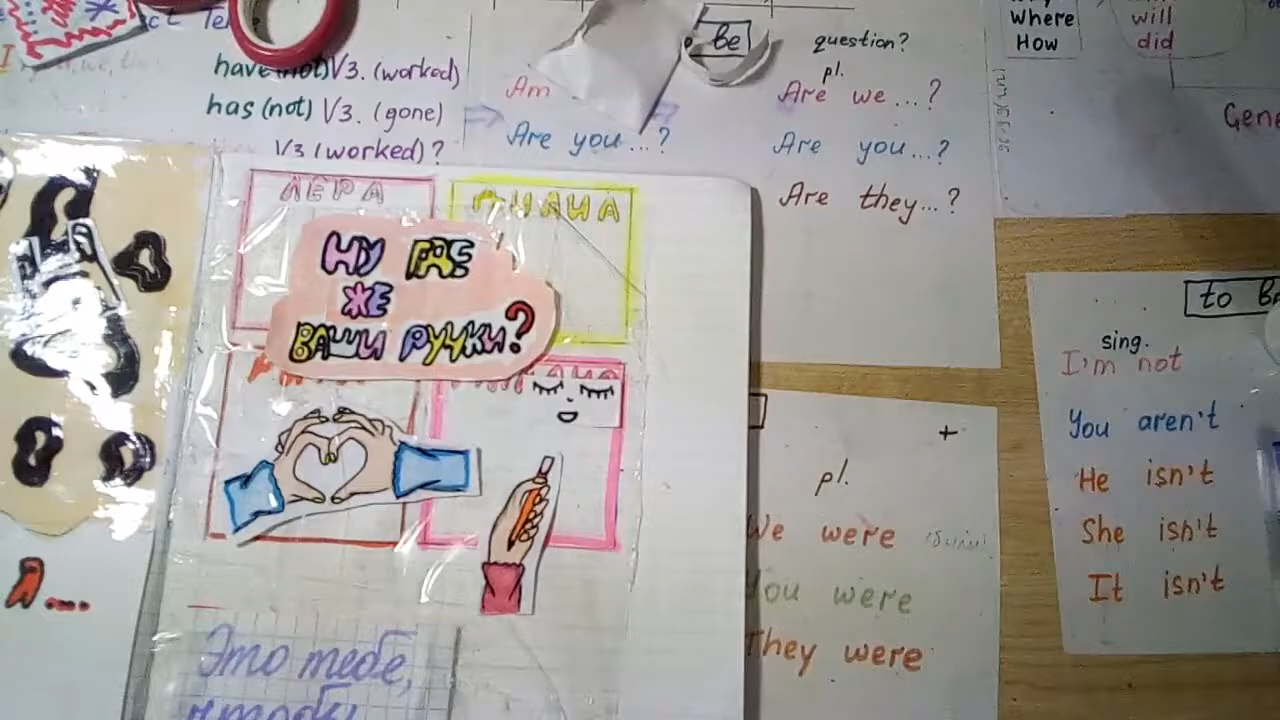 have (not) V3. (worked)
has (not) V3. (gone)
V3 (worked)?
be
Am
Are you...?
question?
pl.
Are we...?
Are you...?
Are they...?
Where
How
will
did
ЛЕРА
ДИАНА
НУ ГДЕ
ЖЕ
ВАШИ РУЧКИ?
Это тебе,
чтобы
Я....
+
pl.
We were
You were
They were
to be
sing.
I'm not
You aren't
He isn't
She isn't
It isn't